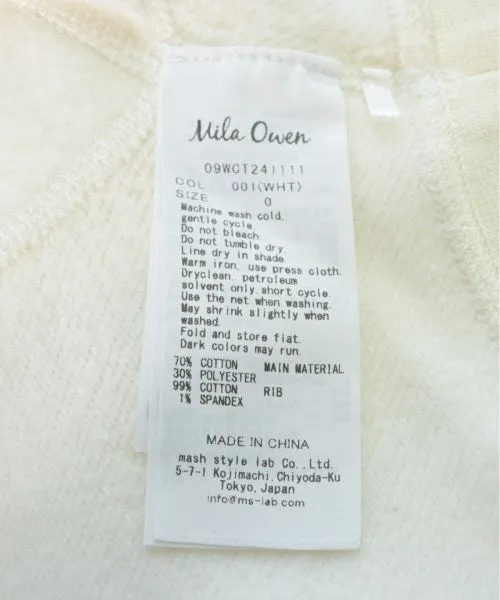 Mila Owen
09WCT241111
COL 001(WHT)
SIZE 0
Machine wash cold.
gentle cycle
Do not bleach
Do not tumble dry.
Line dry in shade.
Warm iron, use press cloth.
Dryclean, petroleum
solvent only.short cycle.
Use the net when washing.
May shrink slightly when
washed.
Fold and store flat.
Dark colors may run.
70% COTTON MAIN MATERIAL
30% POLYESTER
99% COTTON RIB
1% SPANDEX
MADE IN CHINA
mash style lab Co., Ltd.
5-7-1 Kojimachi, Chiyoda-Ku
Tokyo, Japan
info@ms-lab.com